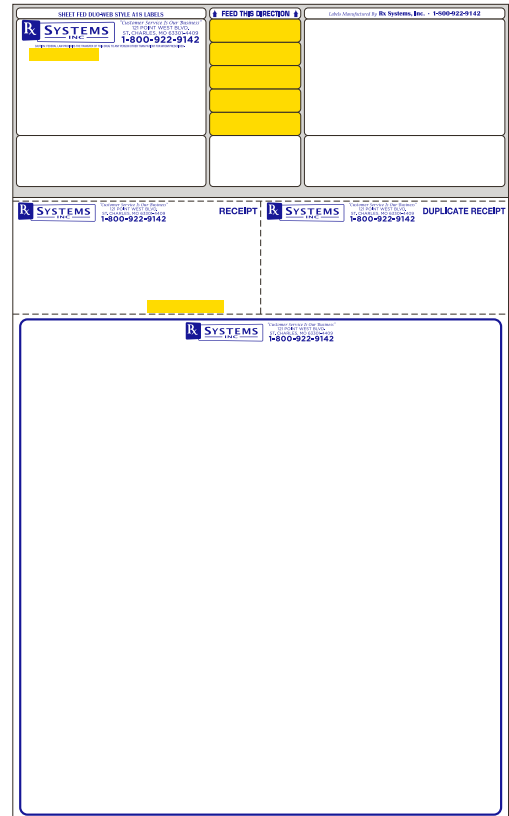 SHEET FED DUO-WEB STYLE A1S LABELS
FEED THIS DIRECTION
Labels Manufactured By Rx Systems, Inc. · 1-800-922-9142
Rx SYSTEMS INC
"Customer Service Is Our Business"
121 POINT WEST BLVD.
ST. CHARLES, MO 63301-4409
1-800-922-9142
Rx SYSTEMS INC
"Customer Service Is Our Business"
121 POINT WEST BLVD.
ST. CHARLES, MO 63301-4409
1-800-922-9142
RECEIPT
Rx SYSTEMS INC
"Customer Service Is Our Business"
121 POINT WEST BLVD.
ST. CHARLES, MO 63301-4409
1-800-922-9142
DUPLICATE RECEIPT
Rx SYSTEMS INC
"Customer Service Is Our Business"
121 POINT WEST BLVD.
ST. CHARLES, MO 63301-4409
1-800-922-9142